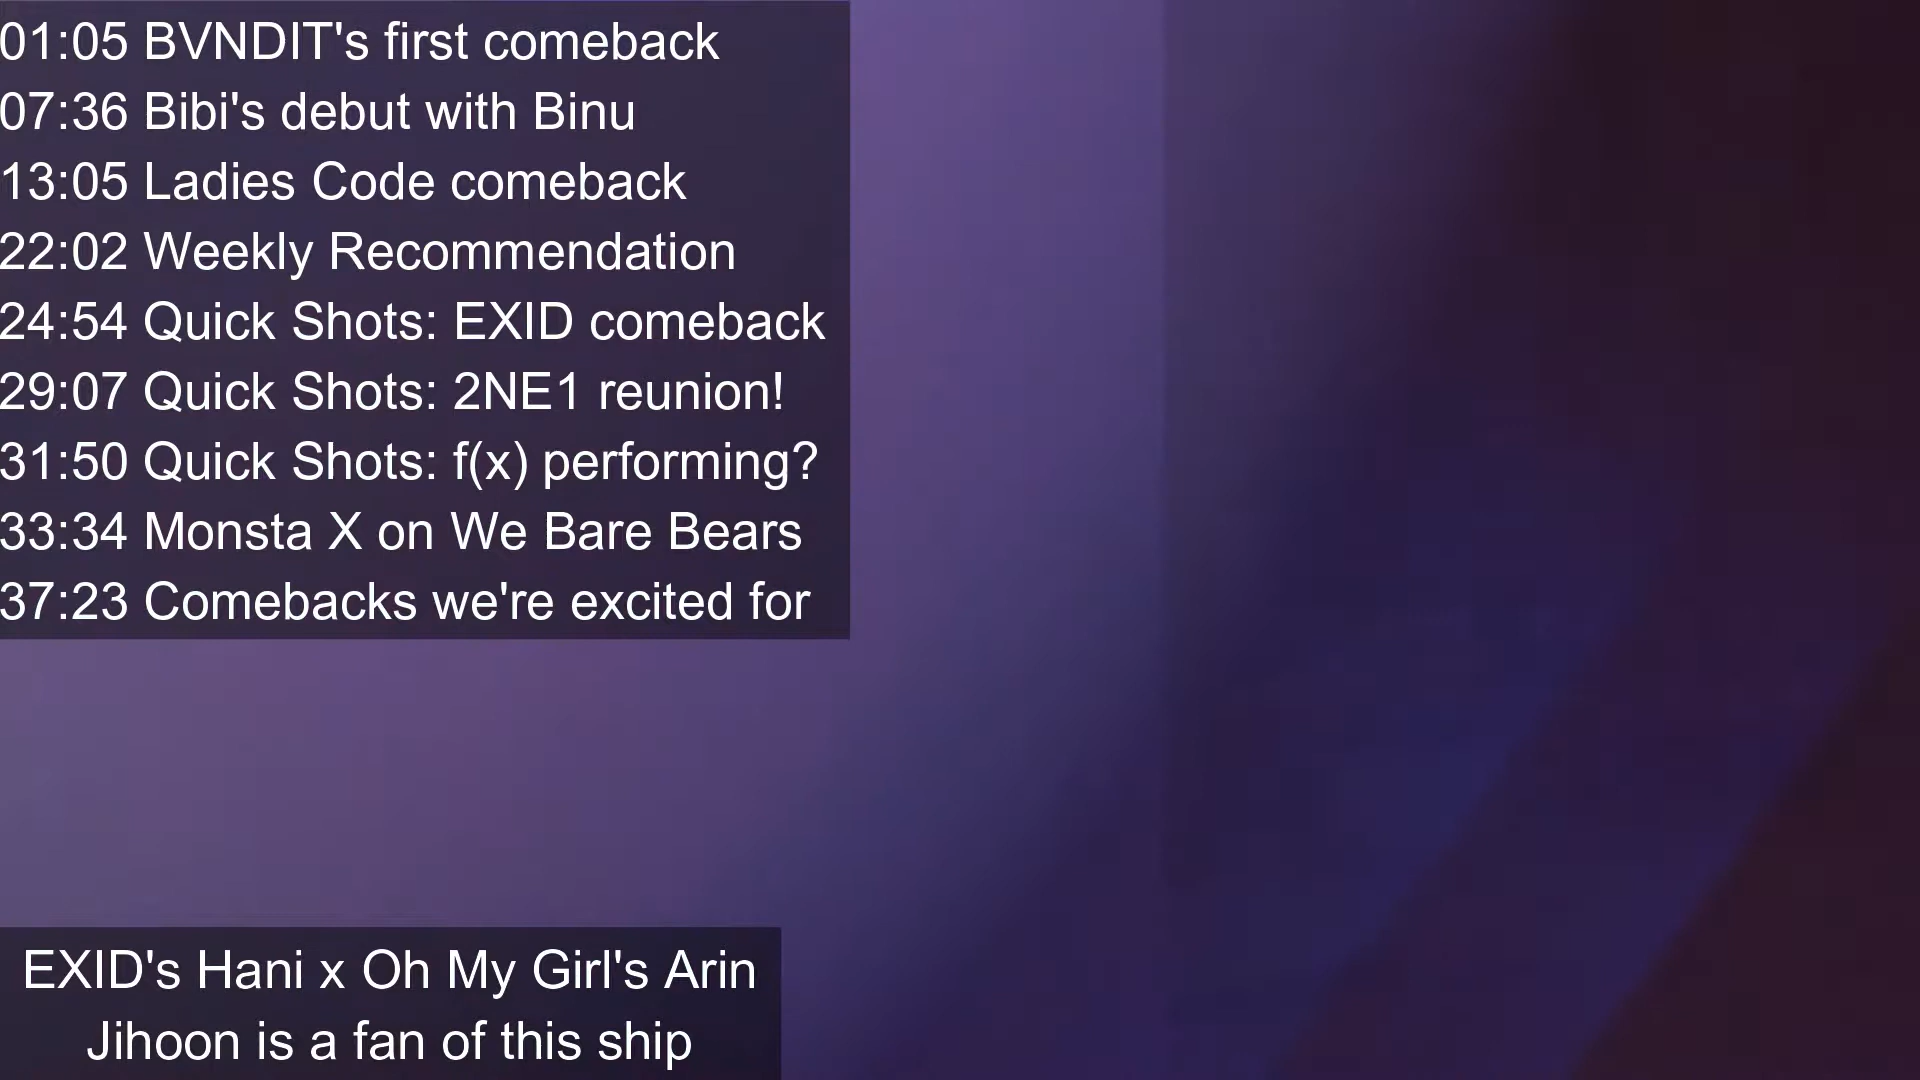 01:05 BVNDIT's first comeback
07:36 Bibi's debut with Binu
13:05 Ladies Code comeback
22:02 Weekly Recommendation
24:54 Quick Shots: EXID comeback
29:07 Quick Shots: 2NE1 reunion!
31:50 Quick Shots: f(x) performing?
33:34 Monsta X on We Bare Bears
37:23 Comebacks we're excited for
EXID's Hani x Oh My Girl's Arin
Jihoon is a fan of this ship